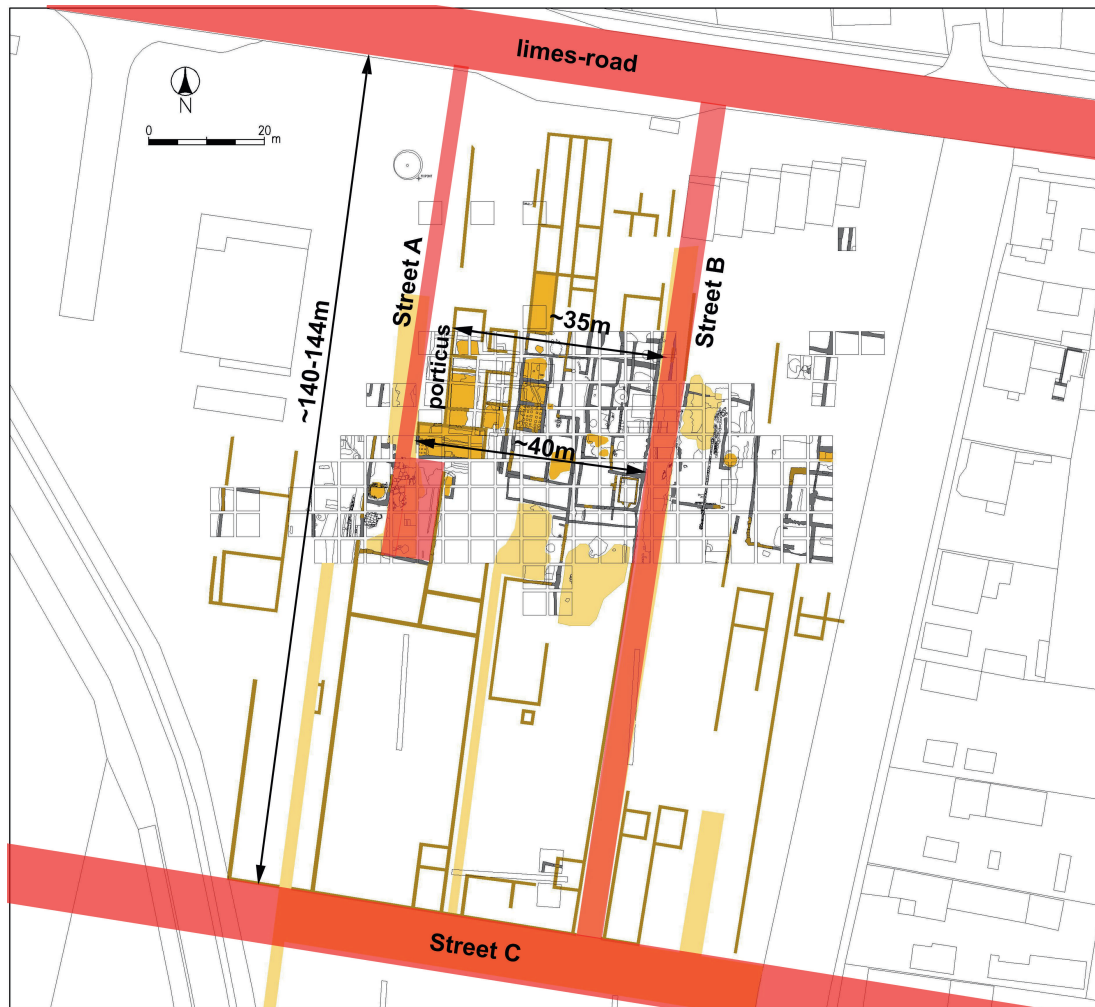 limes-road
N
0 20
m
Street A
Street B
~35m
porticus
~140-144m
~40m
Street C